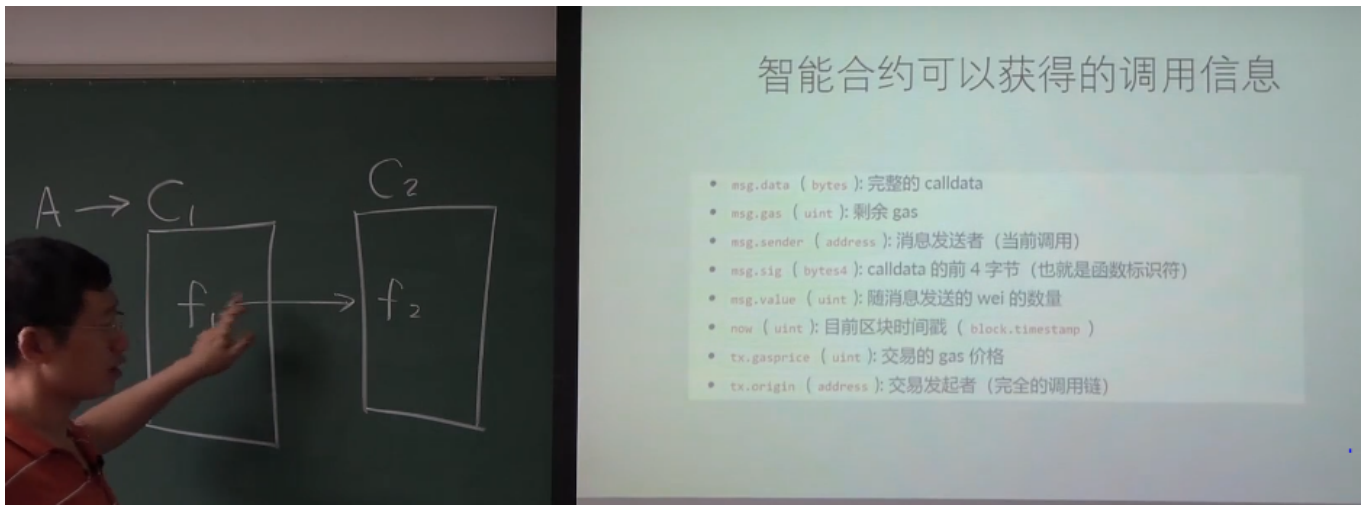 A → C₁
C₂
f₁ → f₂
智能合约可以获得的调用信息
• msg.data ( bytes ): 完整的 calldata
• msg.gas ( uint ): 剩余 gas
• msg.sender ( address ): 消息发送者（当前调用）
• msg.sig ( bytes4 ): calldata 的前 4 字节（也就是函数标识符）
• msg.value ( uint ): 随消息发送的 wei 的数量
• now ( uint ): 目前区块时间戳（ block.timestamp ）
• tx.gasprice ( uint ): 交易的 gas 价格
• tx.origin ( address ): 交易发起者（完全的调用链）